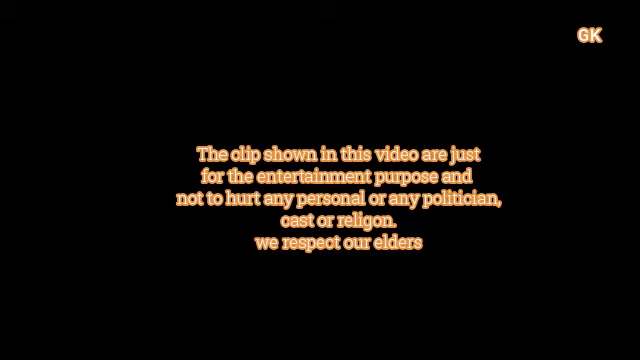 GK
The clip shown in this video are just
for the entertainment purpose and
not to hurt any personal or any politician,
cast or religon.
we respect our elders